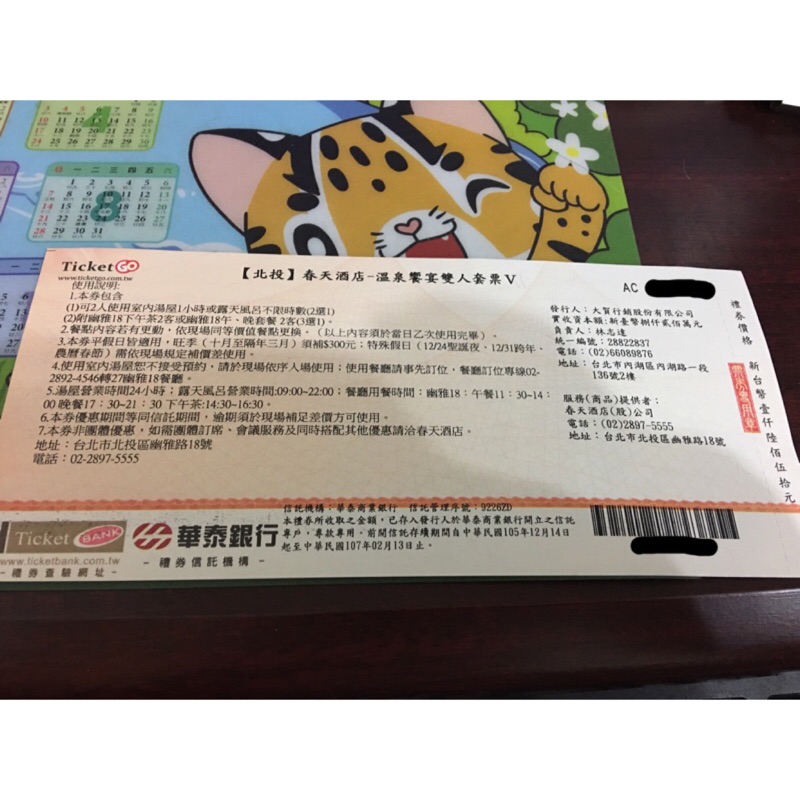 Ticket GO
www.ticketgo.com.tw
【北投】春天酒店-溫泉饗宴雙人套票V
AC
使用說明:
1.本券包含
(1)可2人使用室內湯屋1小時或露天風呂不限時數(2選1)
(2)附幽雅18下午茶2客或幽雅18午、晚套餐 2客(3選1)。
2.餐點內容若有更動，依現場同等價值餐點更換。(以上內容須於當日乙次使用完畢。)
3.本券平假日皆適用，旺季（十月至隔年三月）須補$300元；特殊假日（12/24聖誕夜、12/31跨年、
農曆春節）需依現場規定補價差使用。
4.使用室內湯屋恕不接受預約，請於現場依序入場使用；使用餐廳請事先訂位，餐廳訂位專線02-
2892-4546轉27幽雅18餐廳。
5.湯屋營業時間24小時；露天風呂營業時間:09:00~22:00；餐廳用餐時間：幽雅18：午餐11：30~14：
00 晚餐17：30~21：30 下午茶:14:30~16:30。
6.本券優惠期間等同信託期間，逾期須於現場補足差價方可使用。
7.本券非團體優惠，如需團體訂席、會議服務及同時搭配其他優惠請洽春天酒店。
地址：台北市北投區幽雅路18號
電話：02-2897-5555
發行人：大買行銷股份有限公司
實收資本額:新臺幣捌仟貳佰萬元
負責人：林志達
統一編號：28822837
電話：(02)66089876
地址：台北市內湖區內湖路一段
136號2樓
服務(商品)提供者：
春天酒店(股)公司
電話：(02)2897-5555
地址：台北市北投區幽雅路18號
禮券價格 新台幣壹仟陸佰伍拾元
Ticket BANK
www.ticketbank.com.tw
- 禮券查驗網址 -
華泰銀行
- 禮券信託機構 -
信託機構：華泰商業銀行 信託管理序號：9226ZD
本禮券所收取之金額，已存入發行人於華泰商業銀行開立之信託
專戶，專款專用，前開信託存續期間自中華民國105年12月14日
起至中華民國107年02月13日止。